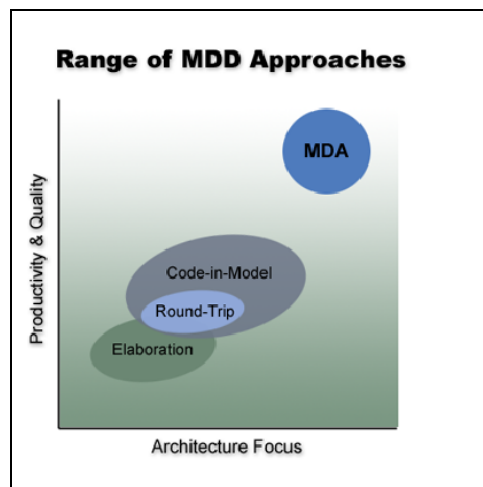 Range of MDD Approaches
MDA
Productivity & Quality
Code-in-Model
Round-Trip
Elaboration
Architecture Focus